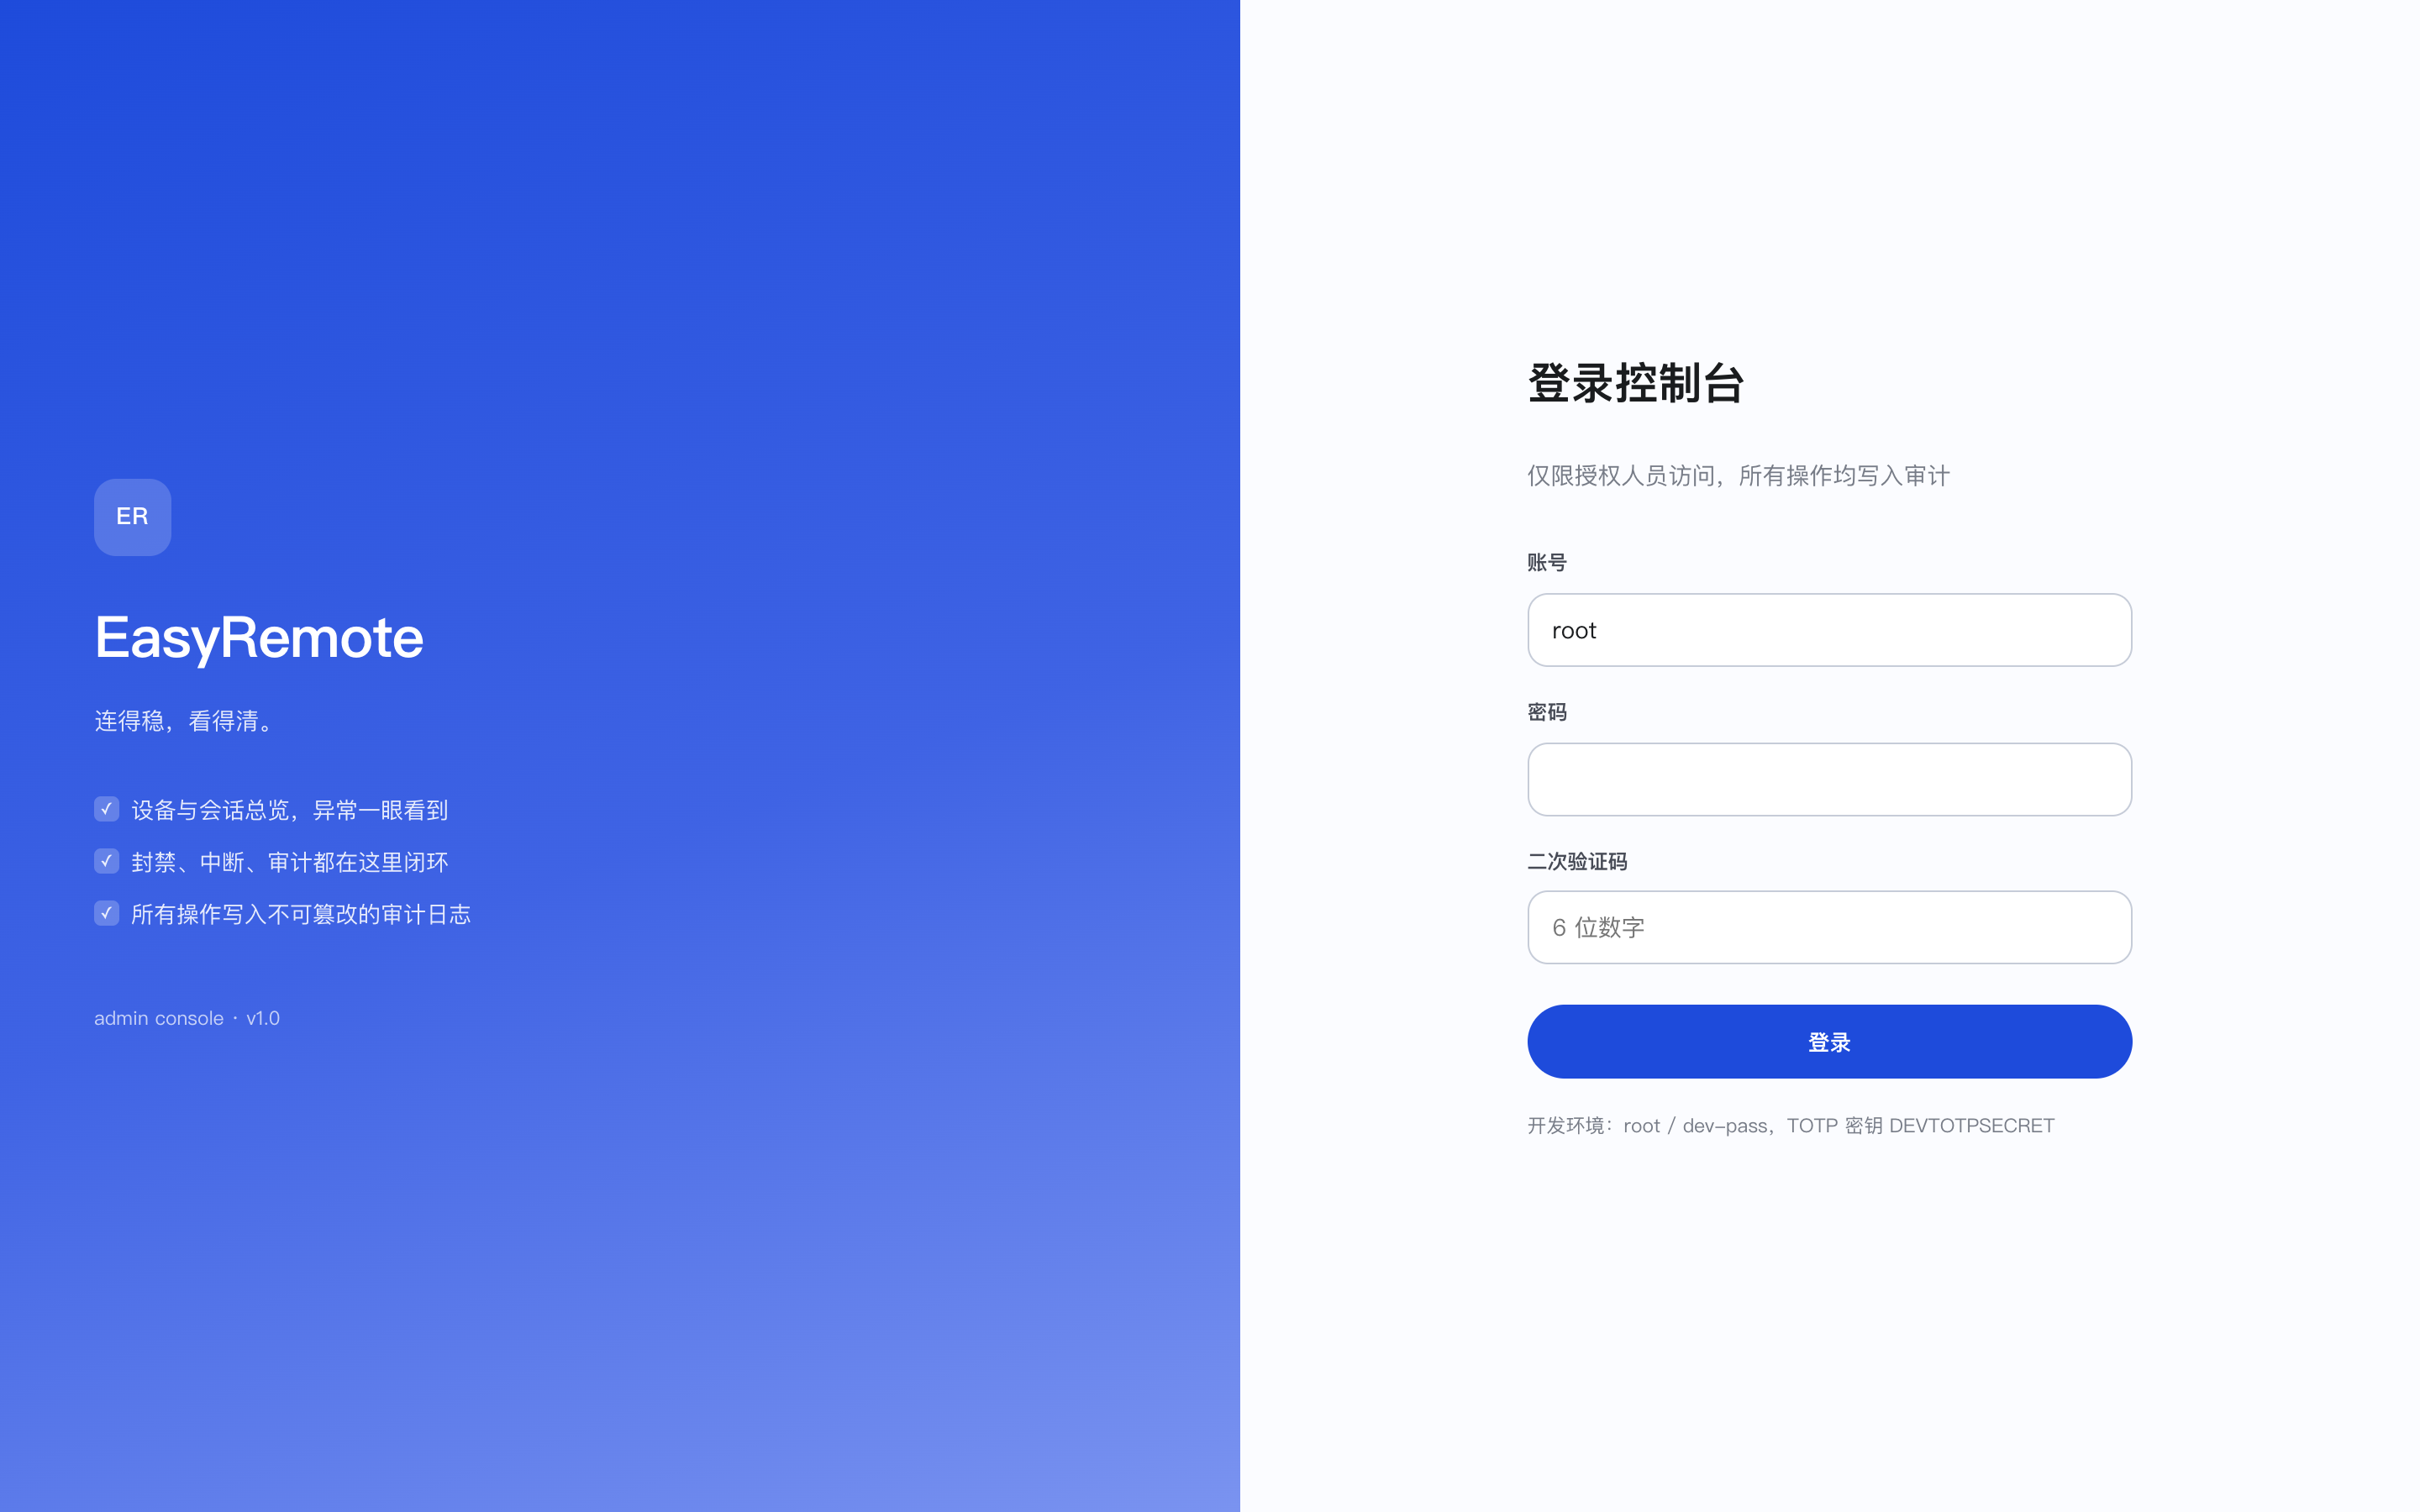 ER
EasyRemote
连得稳，看得清。
✓ 设备与会话总览，异常一眼看到
✓ 封禁、中断、审计都在这里闭环
✓ 所有操作写入不可篡改的审计日志
admin console · v1.0
登录控制台
仅限授权人员访问，所有操作均写入审计
账号
root
密码
二次验证码
6 位数字
登录
开发环境：root / dev-pass，TOTP 密钥 DEVTOTPSECRET